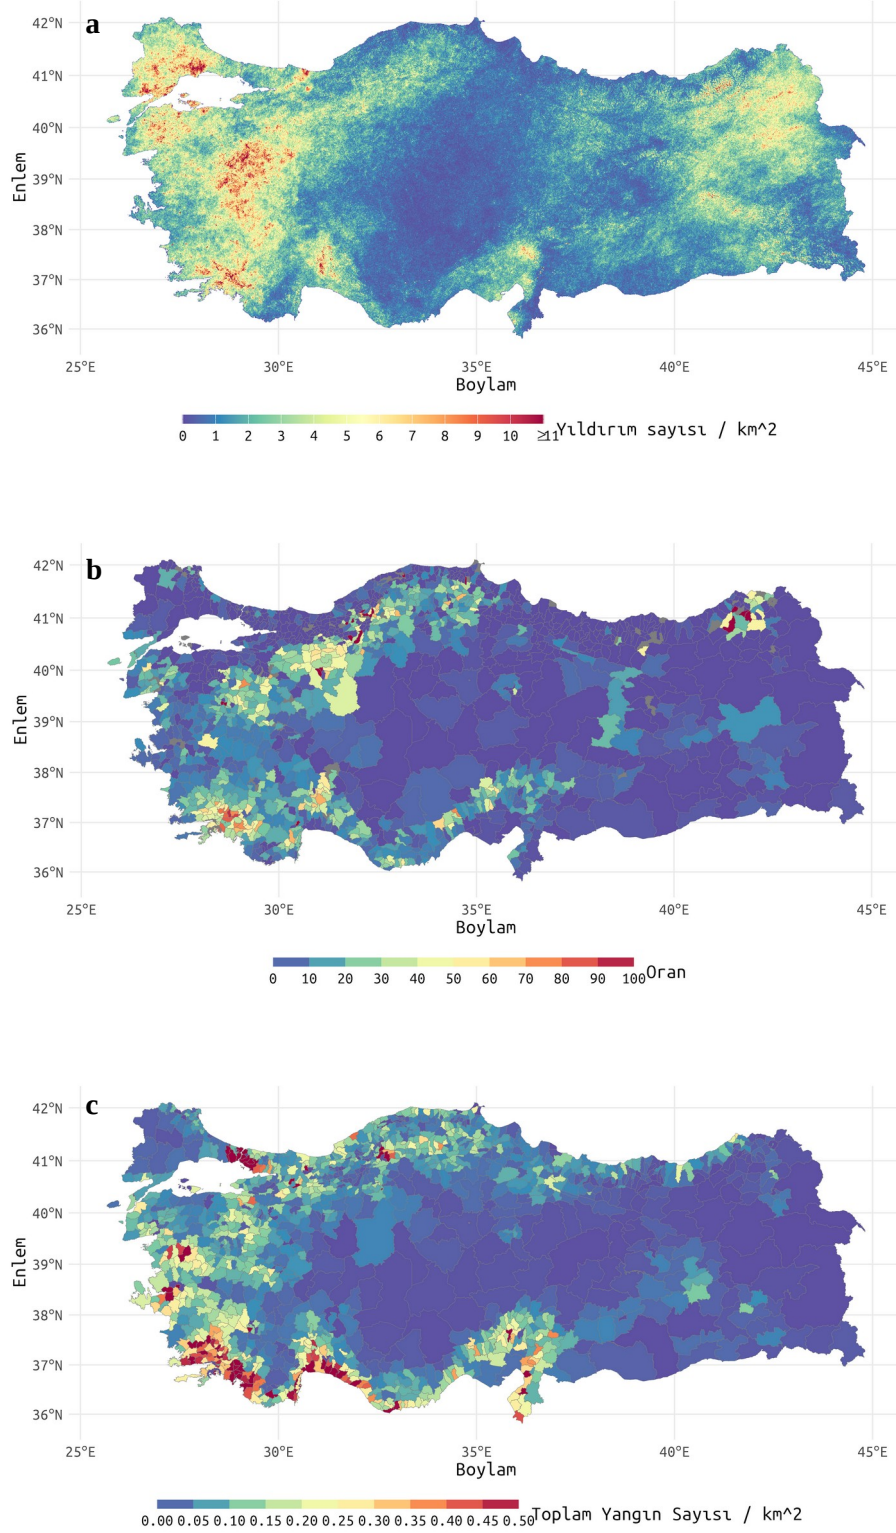 a
42°N
41°N
40°N
39°N
38°N
37°N
36°N
Enlem
25°E 30°E 35°E 40°E 45°E
Boylam
0 1 2 3 4 5 6 7 8 9 10 ≥11
Yıldırım sayısı / km^2
b
42°N
41°N
40°N
39°N
38°N
37°N
36°N
Enlem
25°E 30°E 35°E 40°E 45°E
Boylam
0 10 20 30 40 50 60 70 80 90 100
Oran
c
42°N
41°N
40°N
39°N
38°N
37°N
36°N
Enlem
25°E 30°E 35°E 40°E 45°E
Boylam
0.00 0.05 0.10 0.15 0.20 0.25 0.30 0.35 0.40 0.45 0.50
Toplam Yangın Sayısı / km^2